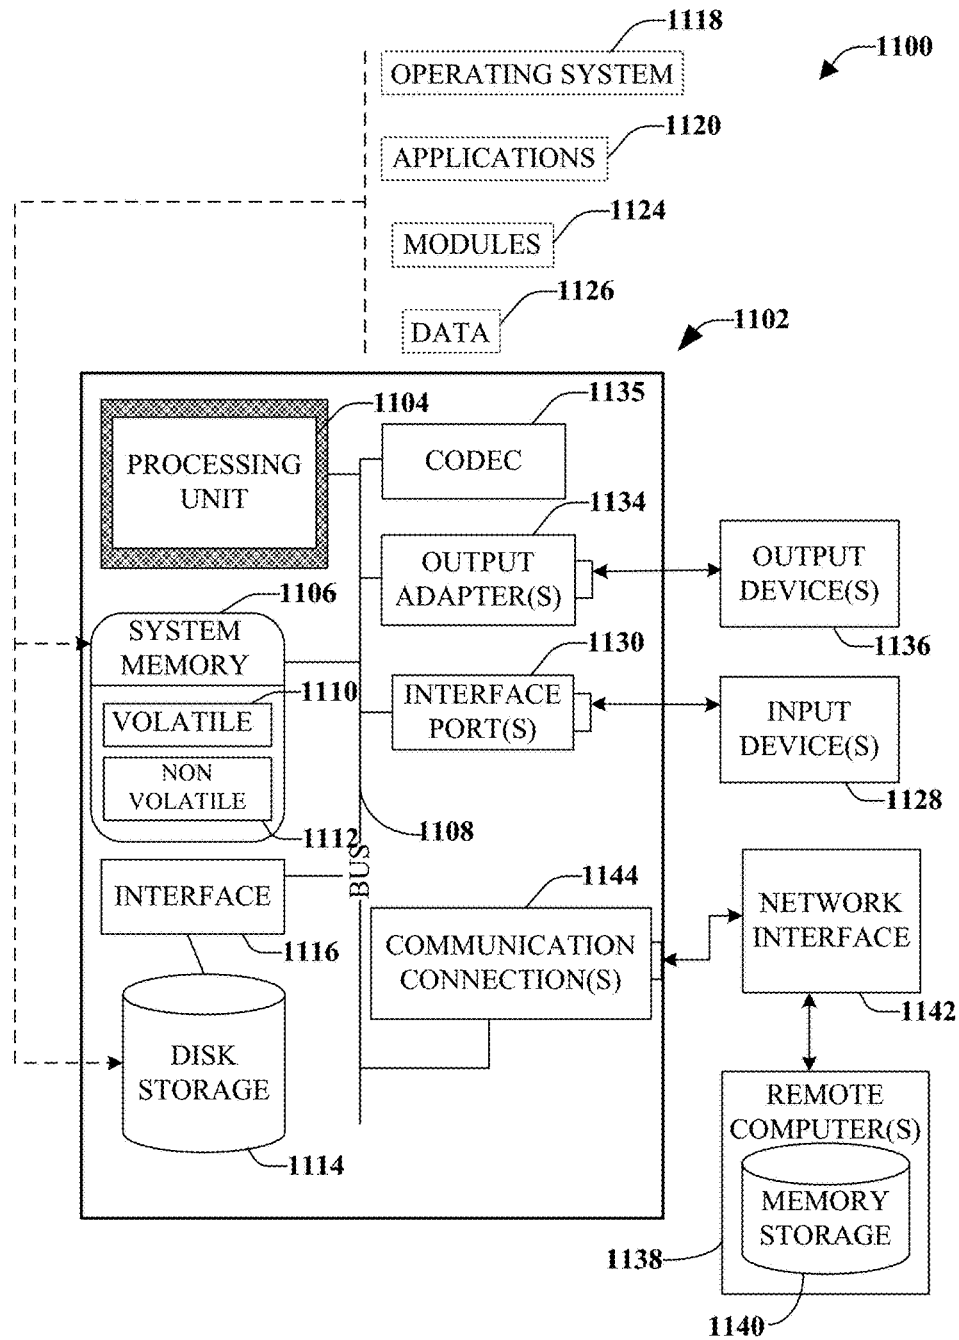 1118
1100
OPERATING SYSTEM
1120
APPLICATIONS
1124
MODULES
1126
DATA
1102
1104
PROCESSING
UNIT
1135
CODEC
1134
OUTPUT
ADAPTER(S)
OUTPUT
DEVICE(S)
1136
1106
SYSTEM
MEMORY
1110
VOLATILE
NON
VOLATILE
1112
1130
INTERFACE
PORT(S)
INPUT
DEVICE(S)
1128
1108
BUS
INTERFACE
1116
1144
COMMUNICATION
CONNECTION(S)
NETWORK
INTERFACE
1142
DISK
STORAGE
1114
REMOTE
COMPUTER(S)
MEMORY
STORAGE
1138
1140